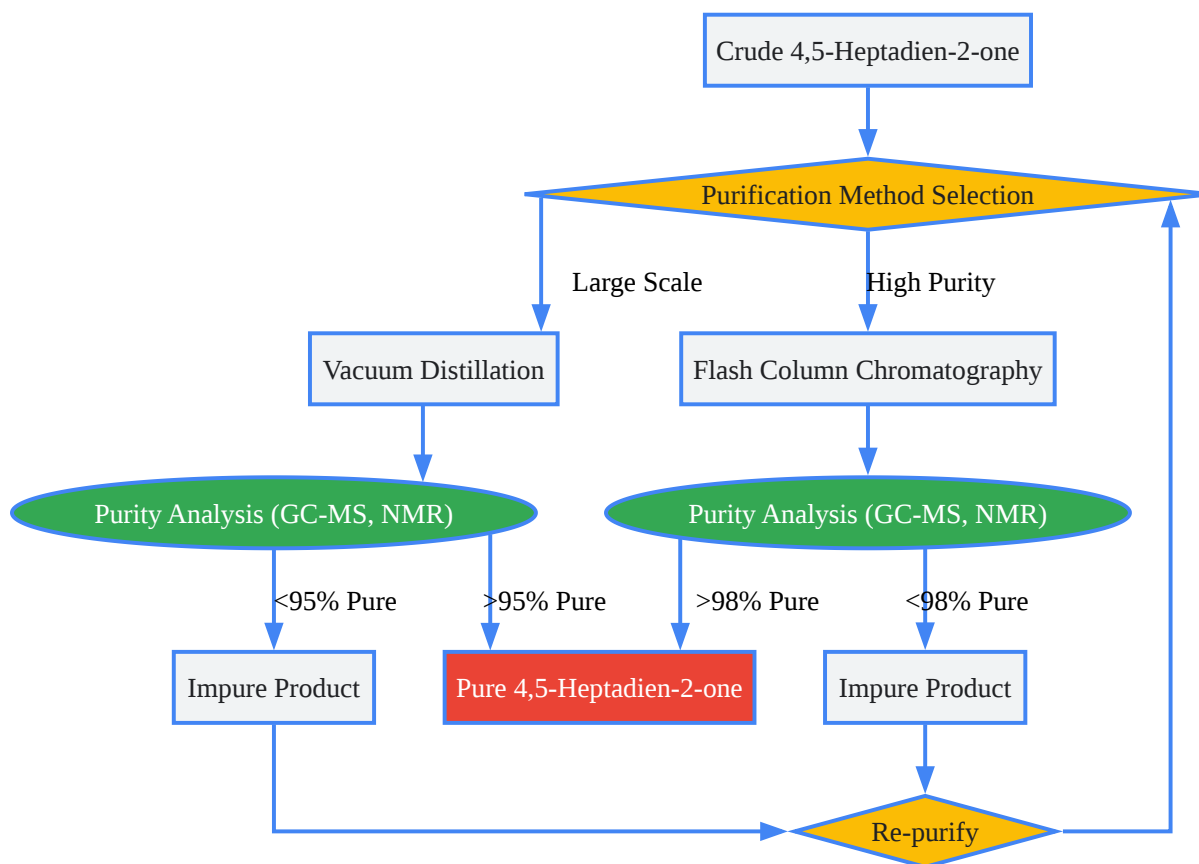 Crude 4,5-Heptadien-2-one
Purification Method Selection
Large Scale
High Purity
Vacuum Distillation
Flash Column Chromatography
Purity Analysis (GC-MS, NMR)
Purity Analysis (GC-MS, NMR)
<95% Pure
>95% Pure
>98% Pure
<98% Pure
Impure Product
Pure 4,5-Heptadien-2-one
Impure Product
Re-purify